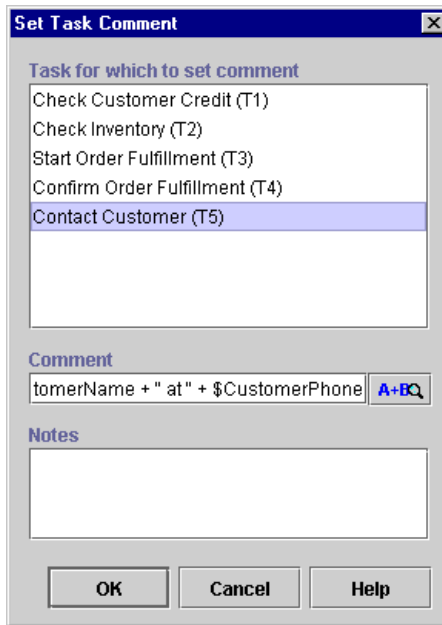 Set Task Comment
Task for which to set comment
Check Customer Credit (T1)
Check Inventory (T2)
Start Order Fulfillment (T3)
Confirm Order Fulfillment (T4)
Contact Customer (T5)
Comment
tomerName + " at" + $CustomerPhone A+B
Notes
OK Cancel Help